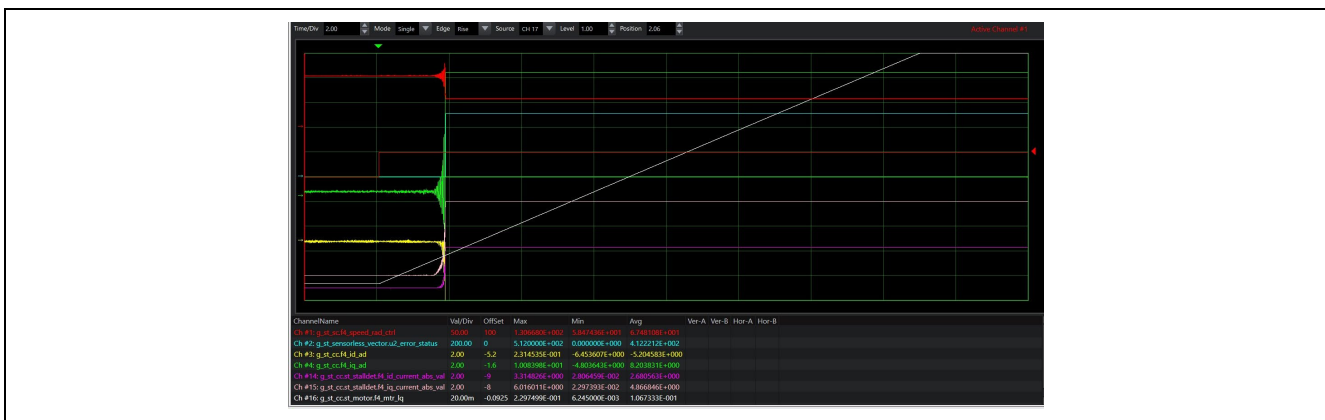 Time/Div 2.00 Mode Single Edge Rise Source CH 17 Level 1.00 Position 2.06 Active Channel #1
ChannelName Val/Div OffSet Max Min Avg Ver-A Ver-B Hor-A Hor-B
Ch #1: g_st_sc.f4_speed_rad_ctrl 50.00 100 1.306680E+002 5.847436E+001 6.748108E+001
Ch #2: g_st_sensorless_vector.u2_error_status 200.00 0 5.120000E+002 0.000000E+000 4.122212E+002
Ch #3: g_st_cc.f4_id_ad 2.00 -5.2 2.314535E-001 -6.453607E+000 -5.204583E+000
Ch #4: g_st_cc.f4_iq_ad 2.00 -1.6 1.008398E+001 -4.803643E+000 8.203831E+001
Ch #14: g_st_cc.st_stalldet.f4_id_current_abs_val 2.00 -9 3.314826E+000 2.806459E-002 2.680563E+000
Ch #15: g_st_cc.st_stalldet.f4_iq_current_abs_val 2.00 -8 6.016011E+000 2.297393E-002 4.866846E+000
Ch #16: g_st_cc.st_motor.f4_mtr_lq 20.00m -0.0925 2.297499E-001 6.245000E-003 1.067333E-001